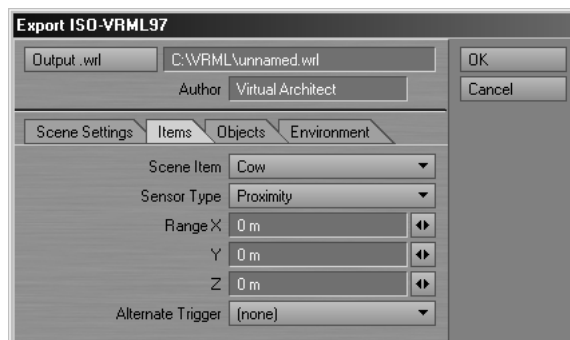 Export ISO-VRML97
Output .wrl C:\VRML\unnamed.wrl OK
Author Virtual Architect Cancel
Scene Settings Items Objects Environment
Scene Item Cow
Sensor Type Proximity
Range X 0 m
Y 0 m
Z 0 m
Alternate Trigger (none)